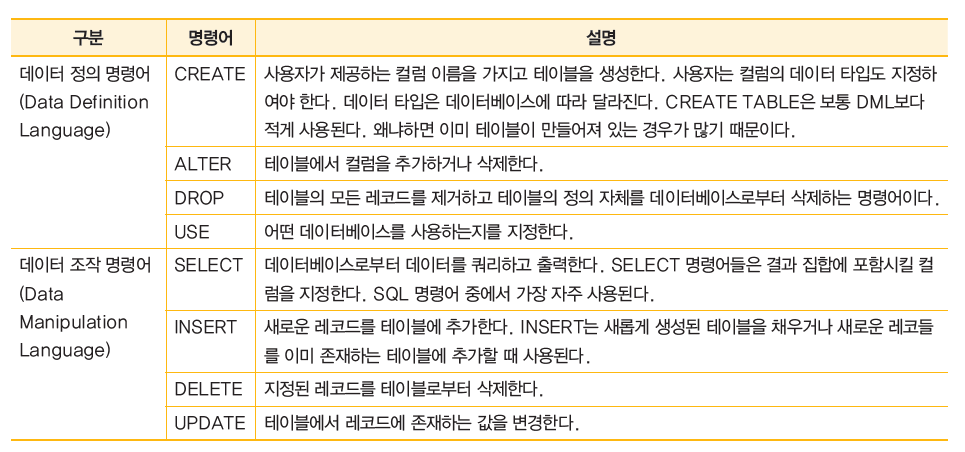 구분 명령어 설명
데이터 정의 명령어 CREATE 사용자가 제공하는 컬럼 이름을 가지고 테이블을 생성한다. 사용자는 컬럼의 데이터 타입도 지정하
(Data Definition 여야 한다. 데이터 타입은 데이터베이스에 따라 달라진다. CREATE TABLE은 보통 DML보다
Language) 적게 사용된다. 왜냐하면 이미 테이블이 만들어져 있는 경우가 많기 때문이다.
ALTER 테이블에서 컬럼을 추가하거나 삭제한다.
DROP 테이블의 모든 레코드를 제거하고 테이블의 정의 자체를 데이터베이스로부터 삭제하는 명령어이다.
USE 어떤 데이터베이스를 사용하는지를 지정한다.
데이터 조작 명령어 SELECT 데이터베이스로부터 데이터를 쿼리하고 출력한다. SELECT 명령어들은 결과 집합에 포함시킬 컬
(Data 럼을 지정한다. SQL 명령어 중에서 가장 자주 사용된다.
Manipulation INSERT 새로운 레코드를 테이블에 추가한다. INSERT는 새롭게 생성된 테이블을 채우거나 새로운 레코들
Language) 를 이미 존재하는 테이블에 추가할 때 사용된다.
DELETE 지정된 레코드를 테이블로부터 삭제한다.
UPDATE 테이블에서 레코드에 존재하는 값을 변경한다.